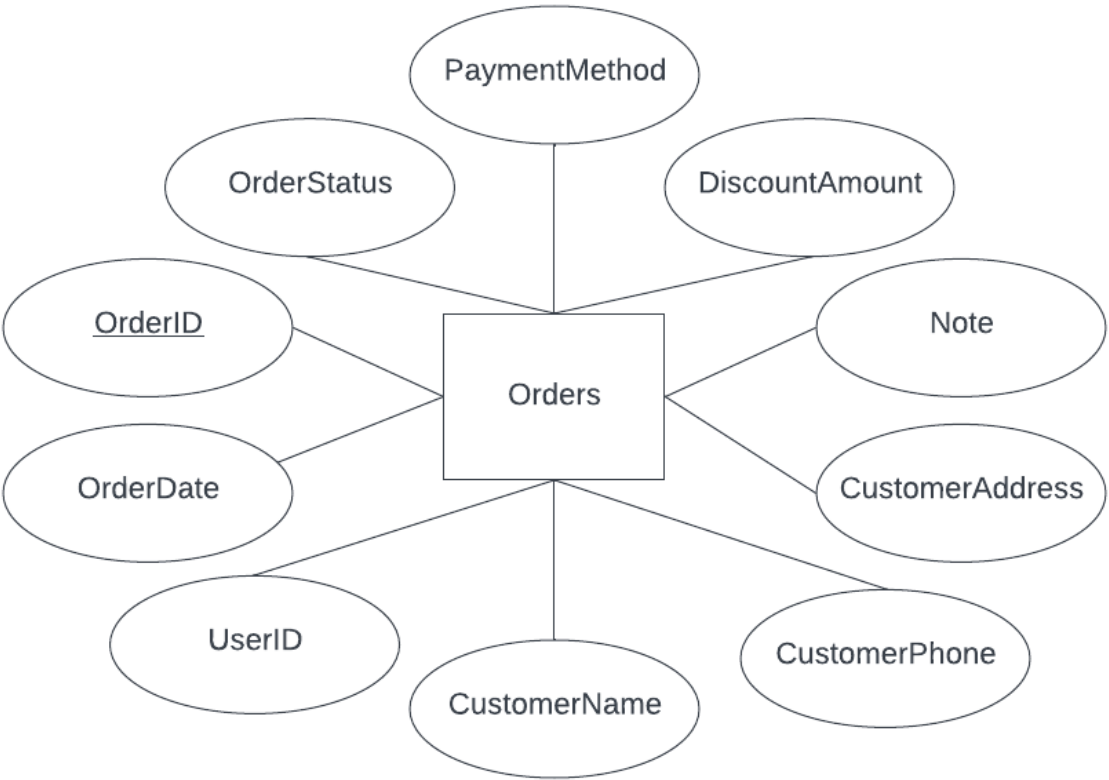 PaymentMethod
OrderStatus
DiscountAmount
OrderID
Note
Orders
OrderDate
CustomerAddress
UserID
CustomerPhone
CustomerName